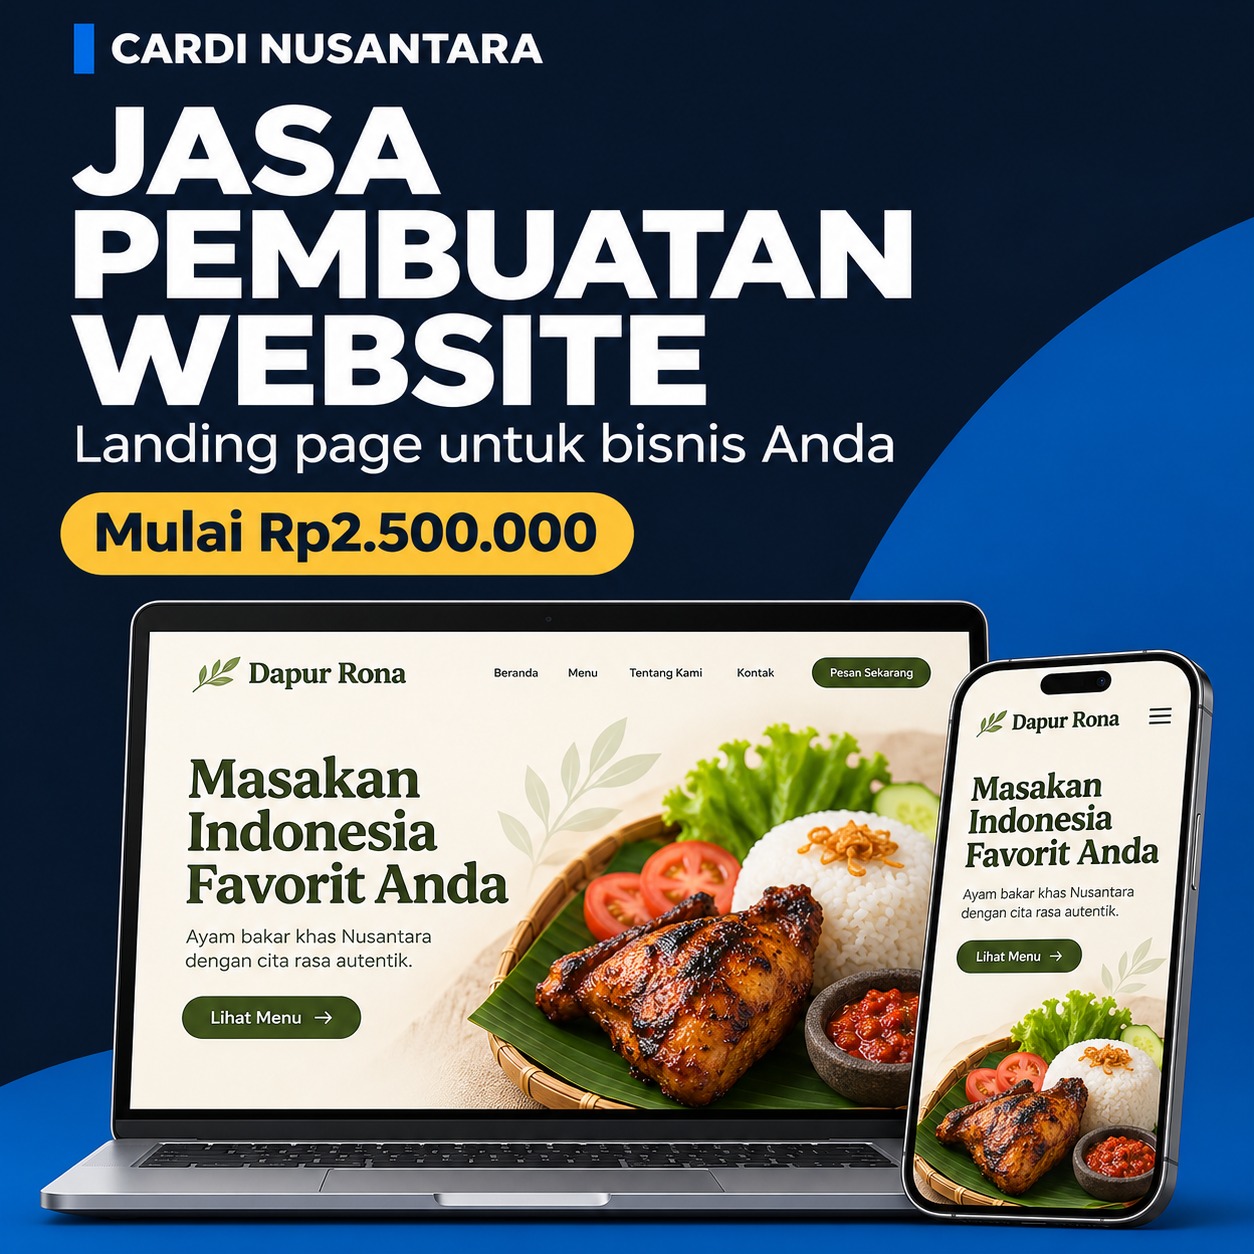 CARDI NUSANTARA
JASA
PEMBUATAN
WEBSITE
Landing page untuk bisnis Anda
Mulai Rp2.500.000
Dapur Rona
Beranda
Menu
Tentang Kami
Kontak
Pesan Sekarang
Masakan
Indonesia
Favorit Anda
Ayam bakar khas Nusantara
dengan cita rasa autentik.
Lihat Menu →
Dapur Rona
Masakan
Indonesia
Favorit Anda
Ayam bakar khas Nusantara
dengan cita rasa autentik.
Lihat Menu →